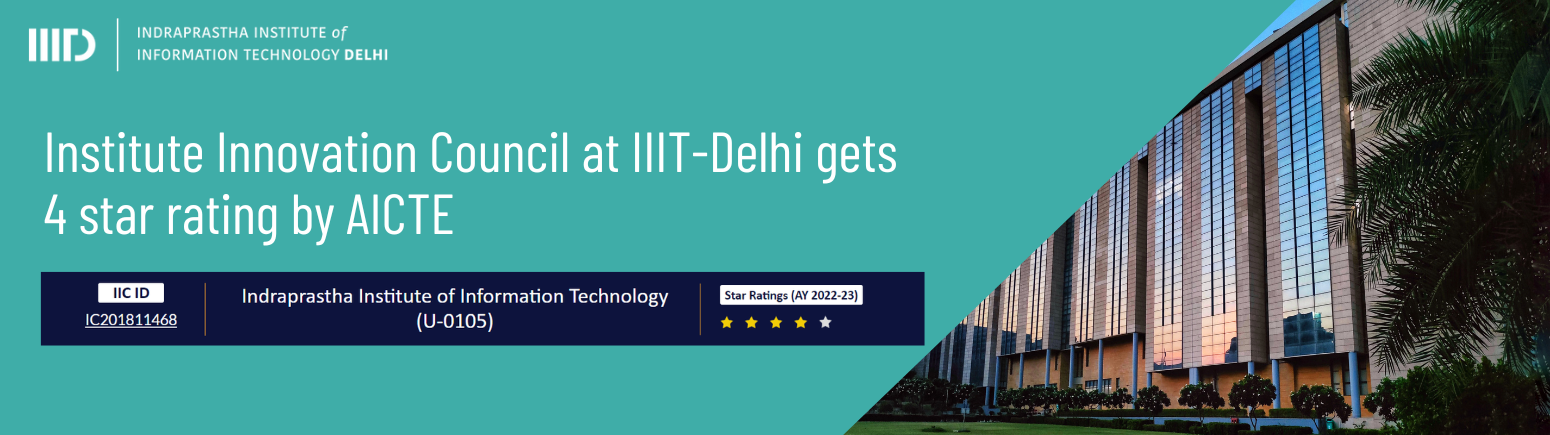 IIITD
INDRAPRASTHA INSTITUTE of
INFORMATION TECHNOLOGY DELHI
Institute Innovation Council at IIIT-Delhi gets
4 star rating by AICTE
IIC ID
IC201811468
Indraprastha Institute of Information Technology
(U-0105)
Star Ratings (AY 2022-23)